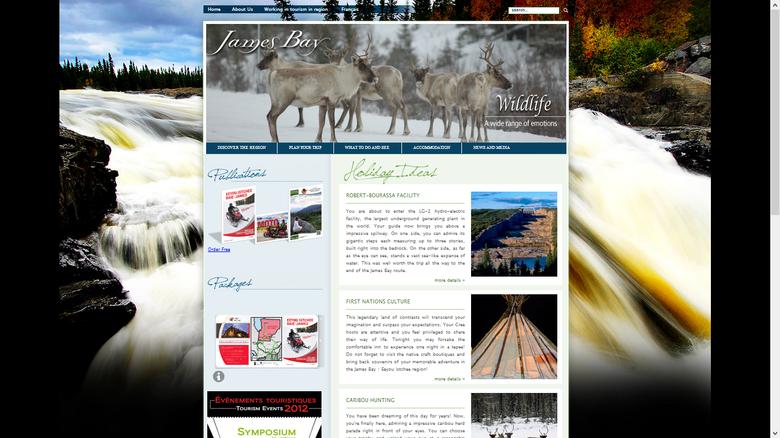 Home About Us Working in tourism in region Français
search...
James Bay
Wildlife
A wide range of emotions
DISCOVER THE REGION PLAN YOUR TRIP WHAT TO DO AND SEE ACCOMMODATION NEWS AND MEDIA
Publications
Order Free
Packages
ÉVÉNEMENTS TOURISTIQUES
TOURISM EVENTS 2012
SYMPOSIUM
Holiday Ideas
ROBERT-BOURASSA FACILITY
You are about to enter the LG-2 hydro-electric
facility, the largest underground generating plant in
the world. Your guide now brings you above a
impressive spillway. On one side, you can admire its
gigantic steps each measuring up to three stories,
built right into the bedrock. On the other side, as far
as the eye can see, stands a vast sea-like expanse of
water. This was well worth the trip all the way to the
end of the James Bay route.
more details »
FIRST NATIONS CULTURE
This legendary land of contrasts will transcend your
imagination and surpass your expectations. Your Cree
hosts are attentive and you feel privileged to share
their way of life. Tonight you may forsake the
comfortable inn to experience one night in a tepee!
Do not forget to visit the native craft boutiques and
bring back souvenirs of your memorable adventure in
the James Bay - Eeyou Istchee region!
more details »
CARIBOU HUNTING
You have been dreaming of this day for years! Now,
you're finally here, admiring a impressive caribou herd
parade right in front of your eyes. You can choose